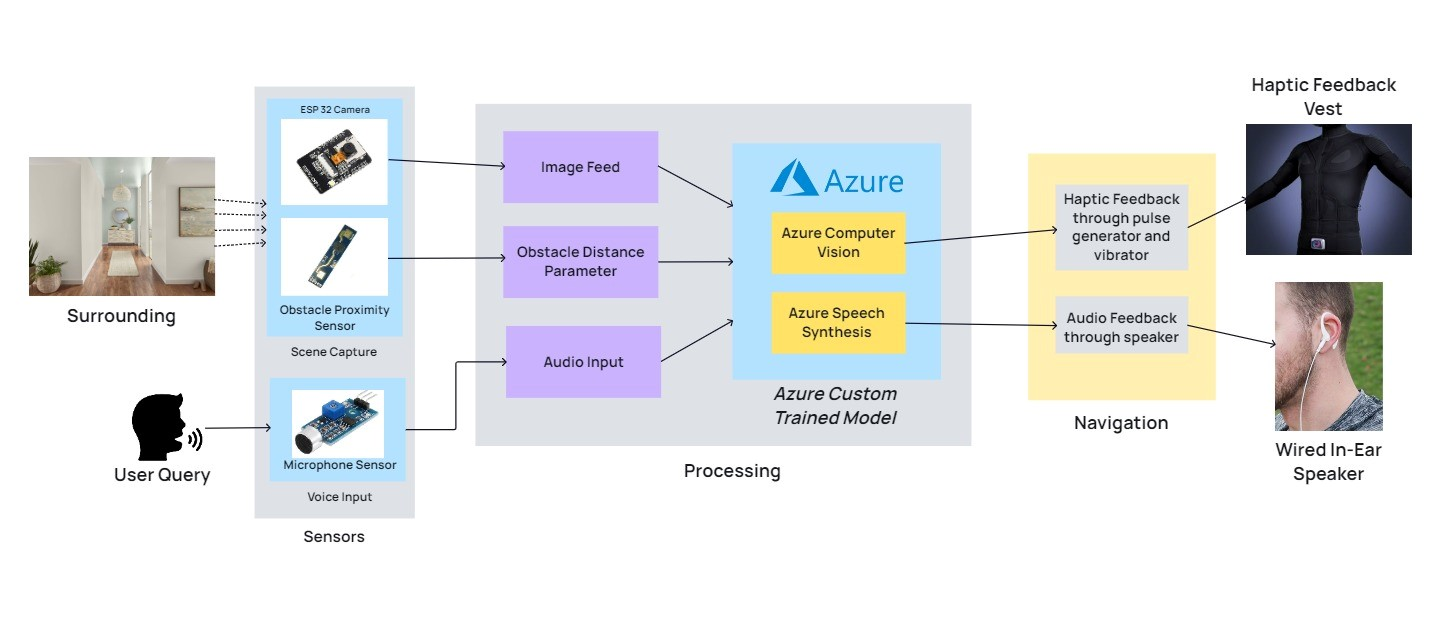 ESP 32 Camera
Obstacle Proximity
Sensor
Scene Capture
Surrounding
User Query
Microphone Sensor
Voice Input
Sensors
Image Feed
Obstacle Distance
Parameter
Audio Input
Azure
Azure Computer
Vision
Azure Speech
Synthesis
Azure Custom
Trained Model
Processing
Haptic Feedback
through pulse
generator and
vibrator
Audio Feedback
through speaker
Navigation
Haptic Feedback
Vest
Wired In-Ear
Speaker